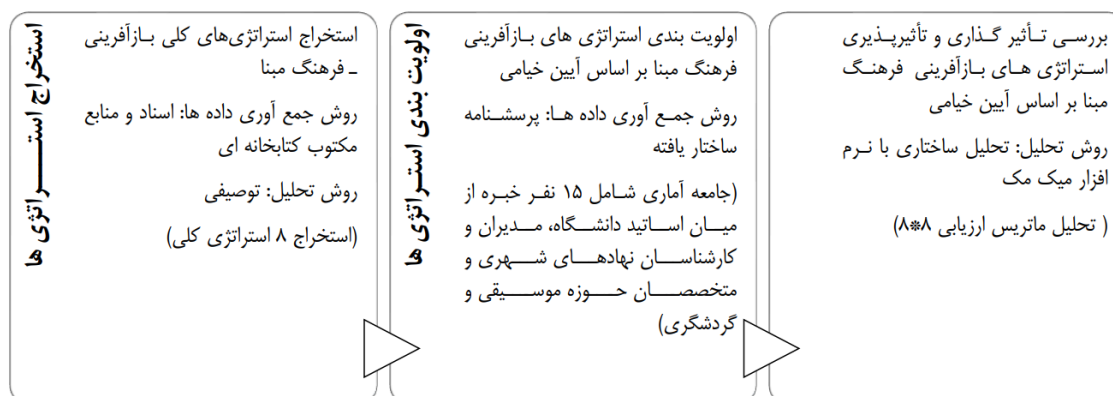 استخراج استراتژی ها
استخراج استراتژی‌های کلی بازآفرینی
ـ فرهنگ مبنا
روش جمع آوری داده ها: اسناد و منابع
مکتوب کتابخانه ای
روش تحلیل: توصیفی
(استخراج ۸ استراتژی کلی)
اولویت بندی استراتژی ها
اولویت بندی استراتژی های بازآفرینی
فرهنگ مبنا بر اساس آیین خیامی
روش جمع آوری داده ها: پرسشنامه
ساختار یافته
(جامعه آماری شامل ۱۵ نفر خبره از
میان اساتید دانشگاه، مدیران و
کارشناسان نهادهای شهری و
متخصصان حوزه موسیقی و
گردشگری)
بررسی تأثیر گذاری و تأثیرپذیری
استراتژی های بازآفرینی فرهنگ
مبنا بر اساس آیین خیامی
روش تحلیل: تحلیل ساختاری با نرم
افزار میک مک
( تحلیل ماتریس ارزیابی ۸*۸)